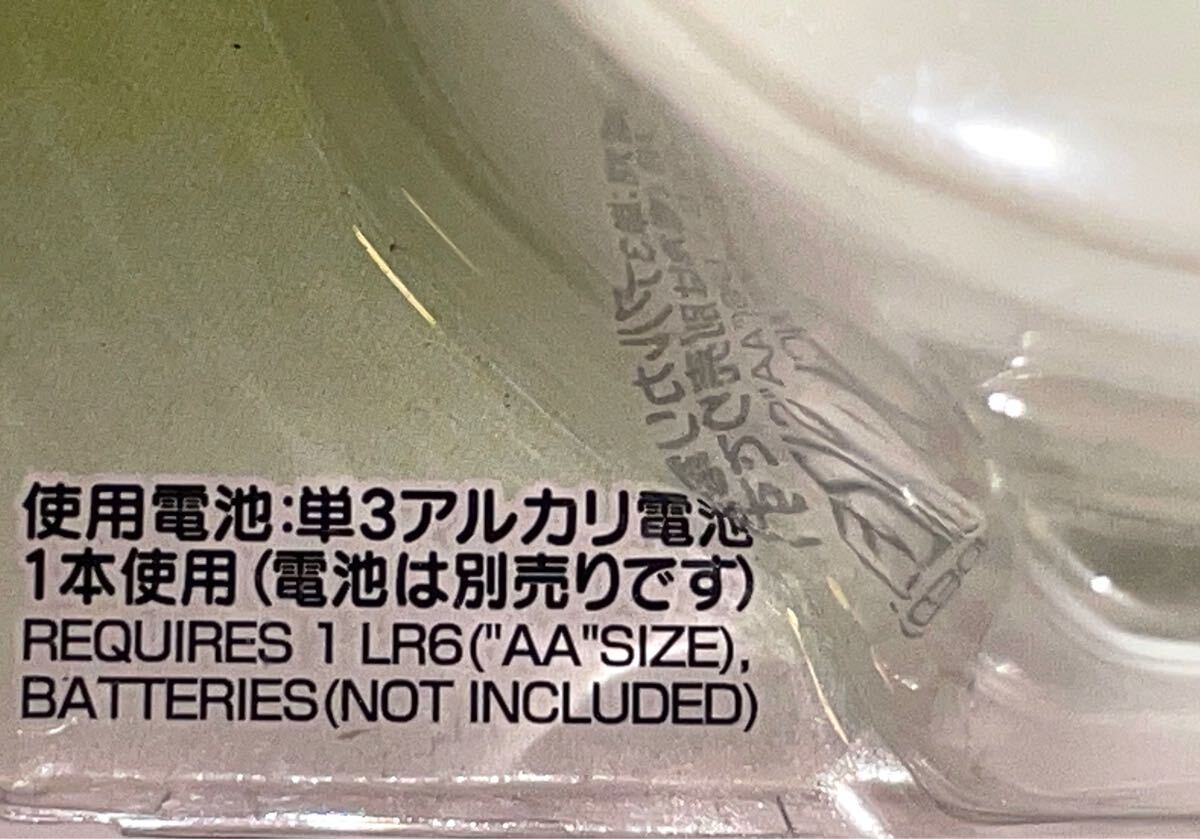 使用電池:単3アルカリ電池
1本使用(電池は別売りです)
REQUIRES 1 LR6("AA"SIZE),
BATTERIES(NOT INCLUDED)